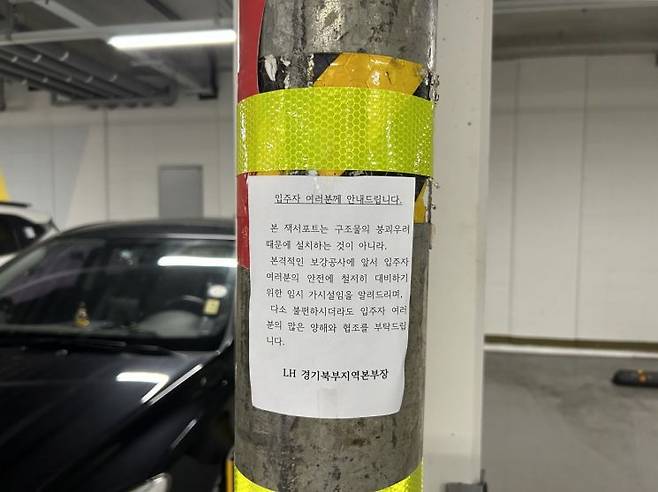 입주자 여러분께 안내드립니다.
본 잭서포트는 구조물의 붕괴우려
때문에 설치하는 것이 아니라,
본격적인 보강공사에 앞서 입주자
여러분의 안전에 철저히 대비하기
위한 임시 가시설임을 알려드리며,
다소 불편하시더라도 입주자 여러
분의 많은 양해와 협조를 부탁드립
니다.
LH 경기북부지역본부장